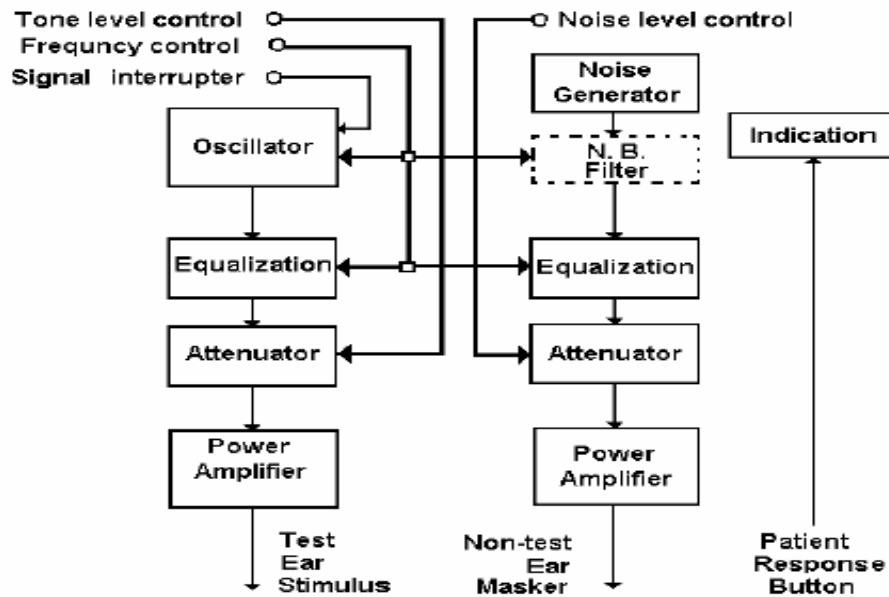 Tone level control
Frequncy control
Signal interrupter
Noise level control
Noise
Generator
Indication
Oscillator
N. B.
Filter
Equalization
Equalization
Attenuator
Attenuator
Power
Amplifier
Power
Amplifier
Test
Ear
Stimulus
Non-test
Ear
Masker
Patient
Response
Button